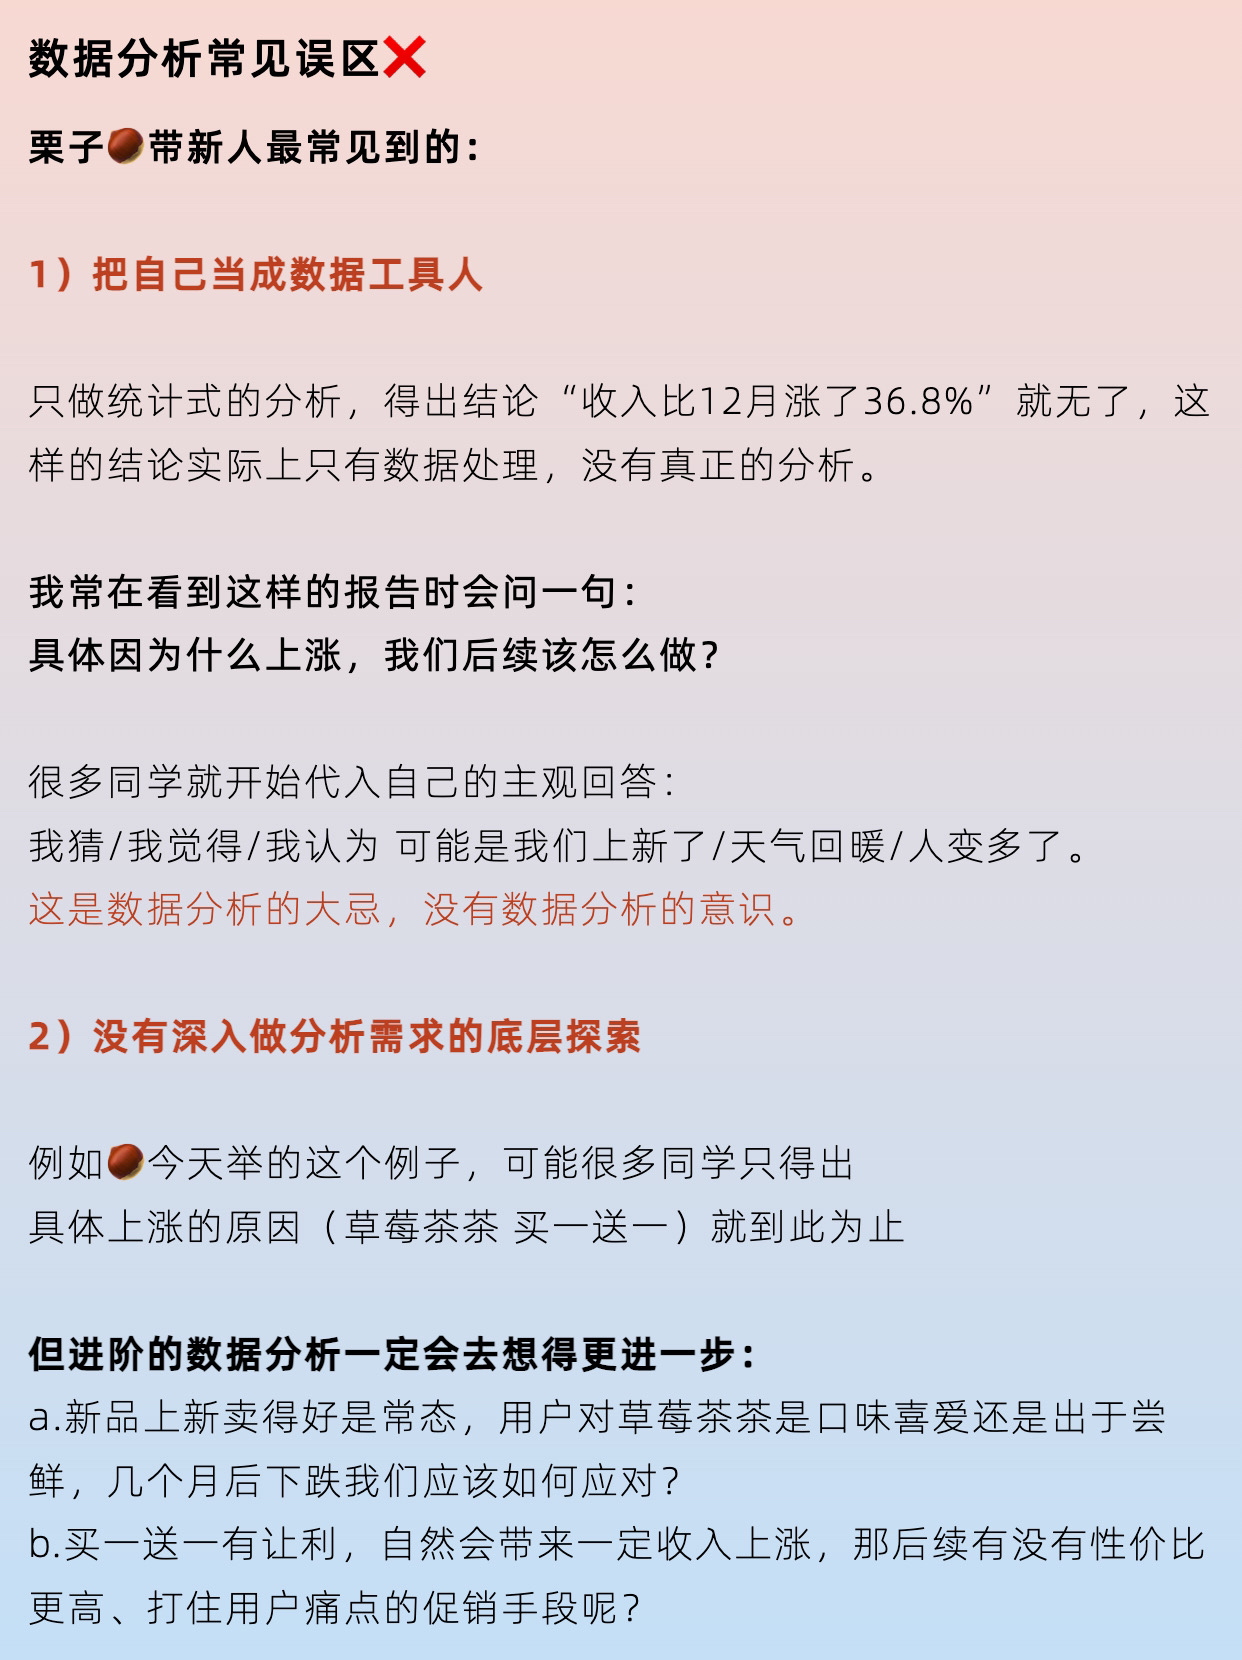 数据分析常见误区❌
栗子🌰带新人最常见到的：
1）把自己当成数据工具人
只做统计式的分析，得出结论“收入比12月涨了36.8%”就无了，这
样的结论实际上只有数据处理，没有真正的分析。
我常在看到这样的报告时会问一句：
具体因为什么上涨，我们后续该怎么做？
很多同学就开始代入自己的主观回答：
我猜/我觉得/我认为 可能是我们上新了/天气回暖/人变多了。
这是数据分析的大忌，没有数据分析的意识。
2）没有深入做分析需求的底层探索
例如🌰今天举的这个例子，可能很多同学只得出
具体上涨的原因（草莓茶茶 买一送一）就到此为止
但进阶的数据分析一定会去想得更进一步：
a.新品上新卖得好是常态，用户对草莓茶茶是口味喜爱还是出于尝
鲜，几个月后下跌我们应该如何应对？
b.买一送一有让利，自然会带来一定收入上涨，那后续有没有性价比
更高、打住用户痛点的促销手段呢？